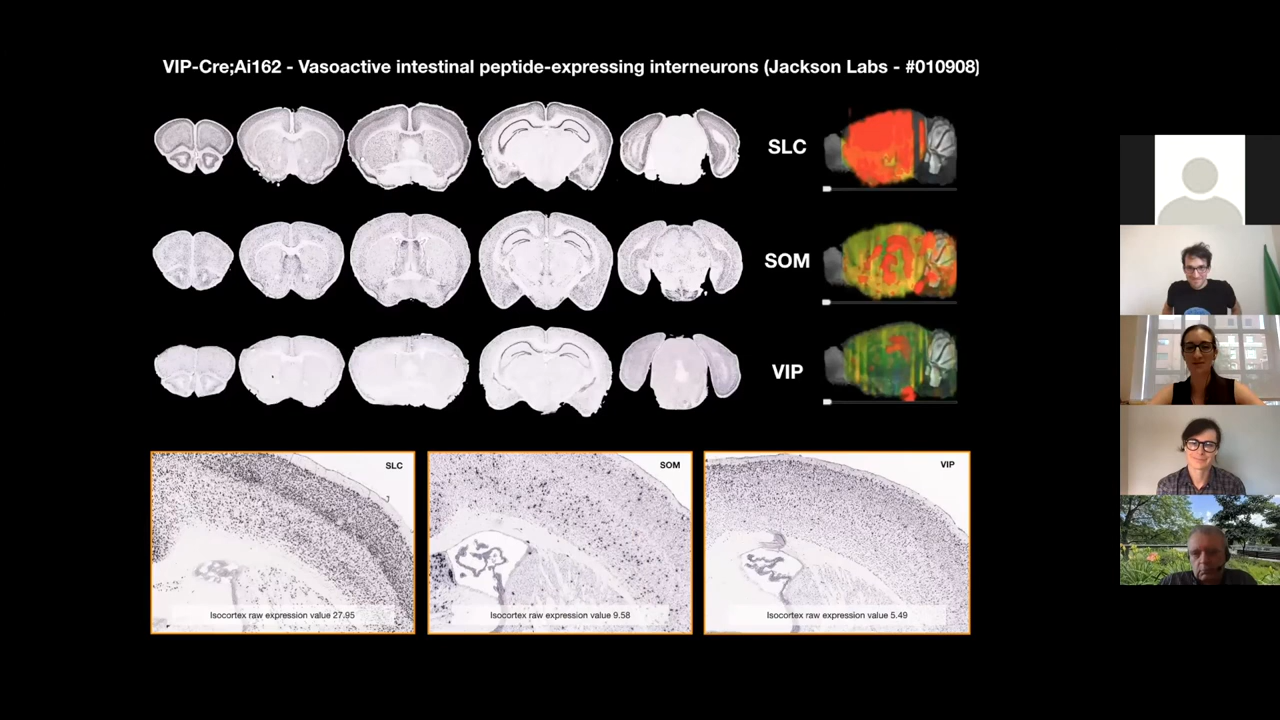 VIP-Cre;Ai162 - Vasoactive intestinal peptide-expressing interneurons (Jackson Labs - #010908)
SLC
SOM
VIP
SLC
SOM
VIP
Isocortex raw expression value 27.95
Isocortex raw expression value 9.58
Isocortex raw expression value 5.49